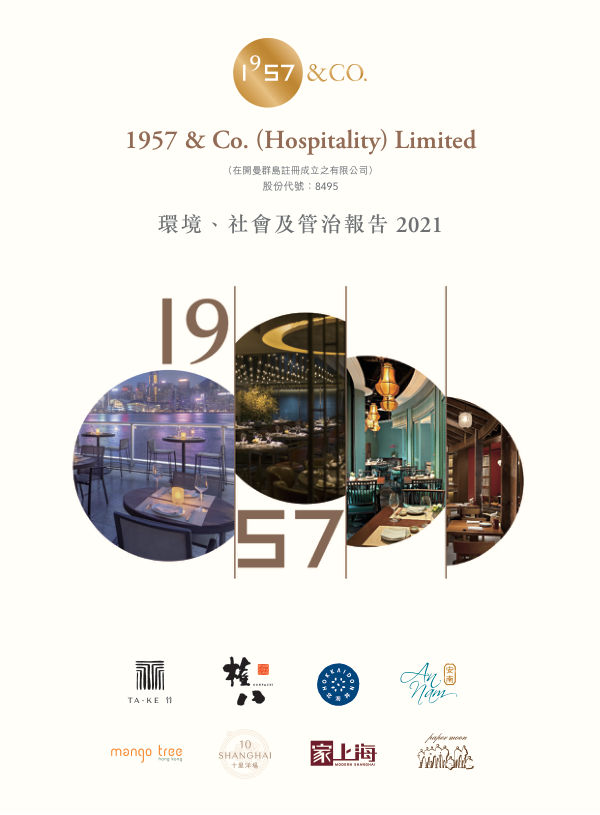 1957 & CO.
1957 & Co. (Hospitality) Limited
（在開曼群島註冊成立之有限公司）
股份代號：8495
環境、社會及管治報告 2021
19
57
TA-KE 竹
權八
GONPACHI
HOKKAIDON
安南
An Nam
mango tree
hong kong
10
SHANGHAI
十里洋場
家上海
MODERN SHANGHAI
paper moon